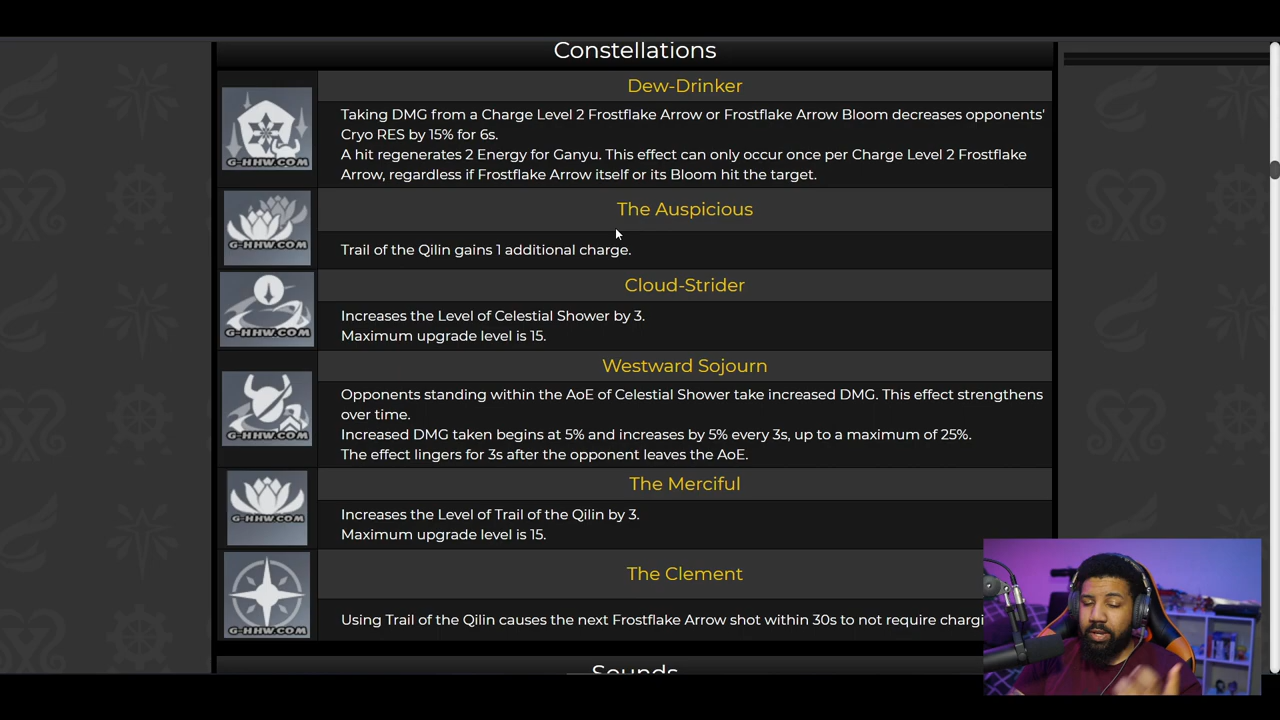 Constellations
Dew-Drinker
Taking DMG from a Charge Level 2 Frostflake Arrow or Frostflake Arrow Bloom decreases opponents'
Cryo RES by 15% for 6s.
A hit regenerates 2 Energy for Ganyu. This effect can only occur once per Charge Level 2 Frostflake
Arrow, regardless if Frostflake Arrow itself or its Bloom hit the target.
G-HHW.COM
The Auspicious
Trail of the Qilin gains 1 additional charge.
G-HHW.COM
Cloud-Strider
Increases the Level of Celestial Shower by 3.
Maximum upgrade level is 15.
G-HHW.COM
Westward Sojourn
Opponents standing within the AoE of Celestial Shower take increased DMG. This effect strengthens
over time.
Increased DMG taken begins at 5% and increases by 5% every 3s, up to a maximum of 25%.
The effect lingers for 3s after the opponent leaves the AoE.
G-HHW.COM
The Merciful
Increases the Level of Trail of the Qilin by 3.
Maximum upgrade level is 15.
G-HHW.COM
The Clement
Using Trail of the Qilin causes the next Frostflake Arrow shot within 30s to not require chargi
G-HHW.COM
Sounds